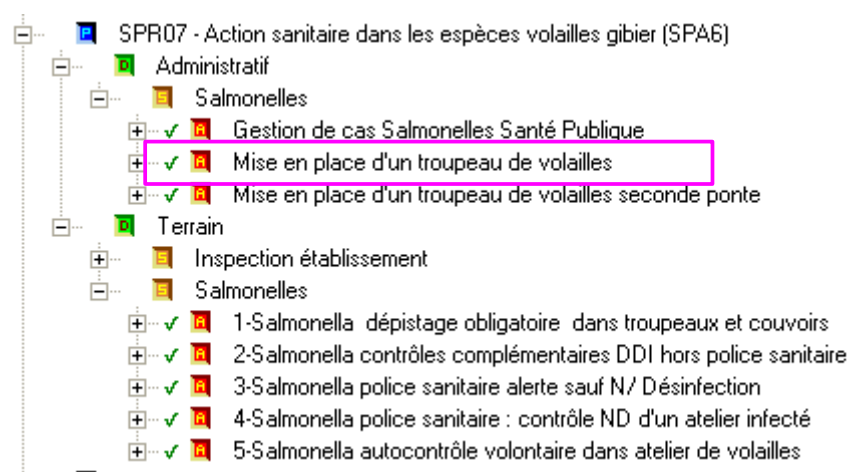 P SPR07 - Action sanitaire dans les espèces volailles gibier (SPA6)
D Administratif
S Salmonelles
A Gestion de cas Salmonelles Santé Publique
A Mise en place d'un troupeau de volailles
A Mise en place d'un troupeau de volailles seconde ponte
D Terrain
S Inspection établissement
S Salmonelles
A 1-Salmonella dépistage obligatoire dans troupeaux et couvoirs
A 2-Salmonella contrôles complémentaires DDI hors police sanitaire
A 3-Salmonella police sanitaire alerte sauf N/ Désinfection
A 4-Salmonella police sanitaire : contrôle ND d'un atelier infecté
A 5-Salmonella autocontrôle volontaire dans atelier de volailles